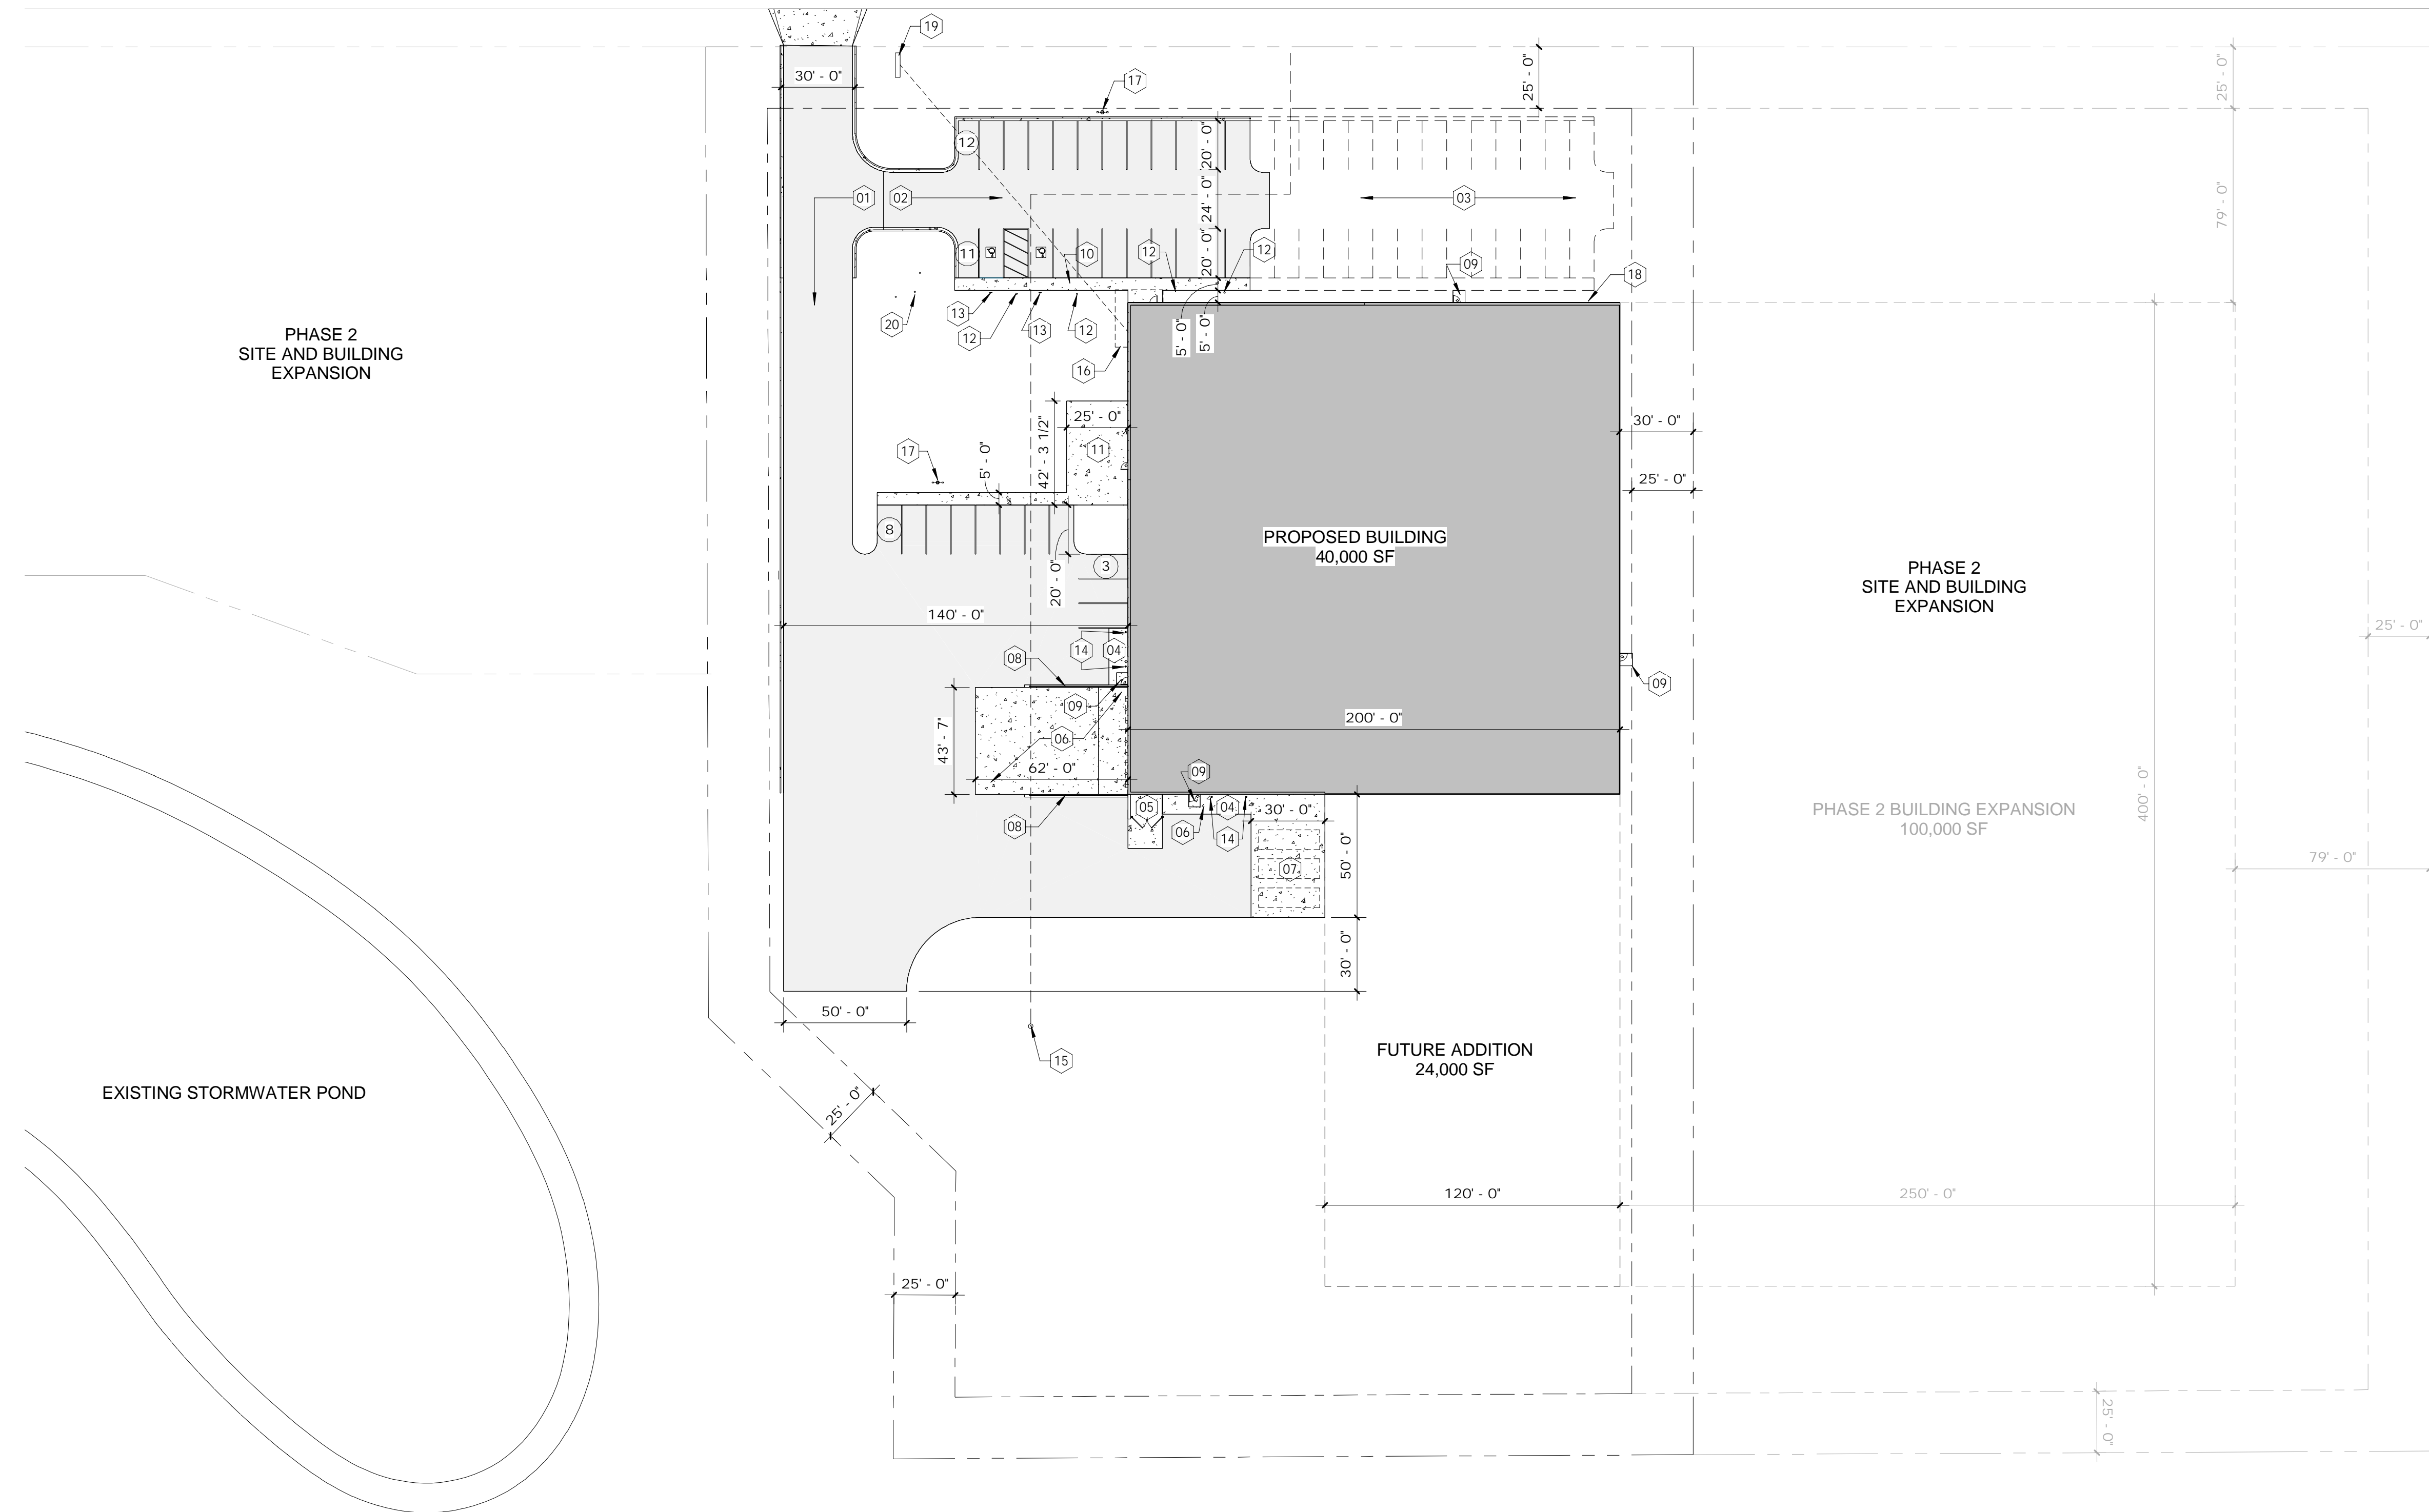 19
17
30' - 0"
25' - 0"
25' - 0"
12
20' - 0"
01
02
24' - 0"
03
79' - 0"
11
10
12
20' - 0"
12
09
18
13
12
13
12
20
5' - 0"
5' - 0"
16
PHASE 2
SITE AND BUILDING
EXPANSION
25' - 0"
30' - 0"
42' - 3 1/2"
11
17
5' - 0"
25' - 0"
8
PROPOSED BUILDING
40,000 SF
3
20' - 0"
PHASE 2
SITE AND BUILDING
EXPANSION
140' - 0"
25' - 0"
14
04
08
09
09
200' - 0"
43' - 7"
06
62' - 0"
09
05
04
30' - 0"
08
06
14
PHASE 2 BUILDING EXPANSION
100,000 SF
400' - 0"
50' - 0"
07
79' - 0"
30' - 0"
50' - 0"
15
FUTURE ADDITION
24,000 SF
EXISTING STORMWATER POND
25' - 0"
120' - 0"
250' - 0"
25' - 0"
25' - 0"